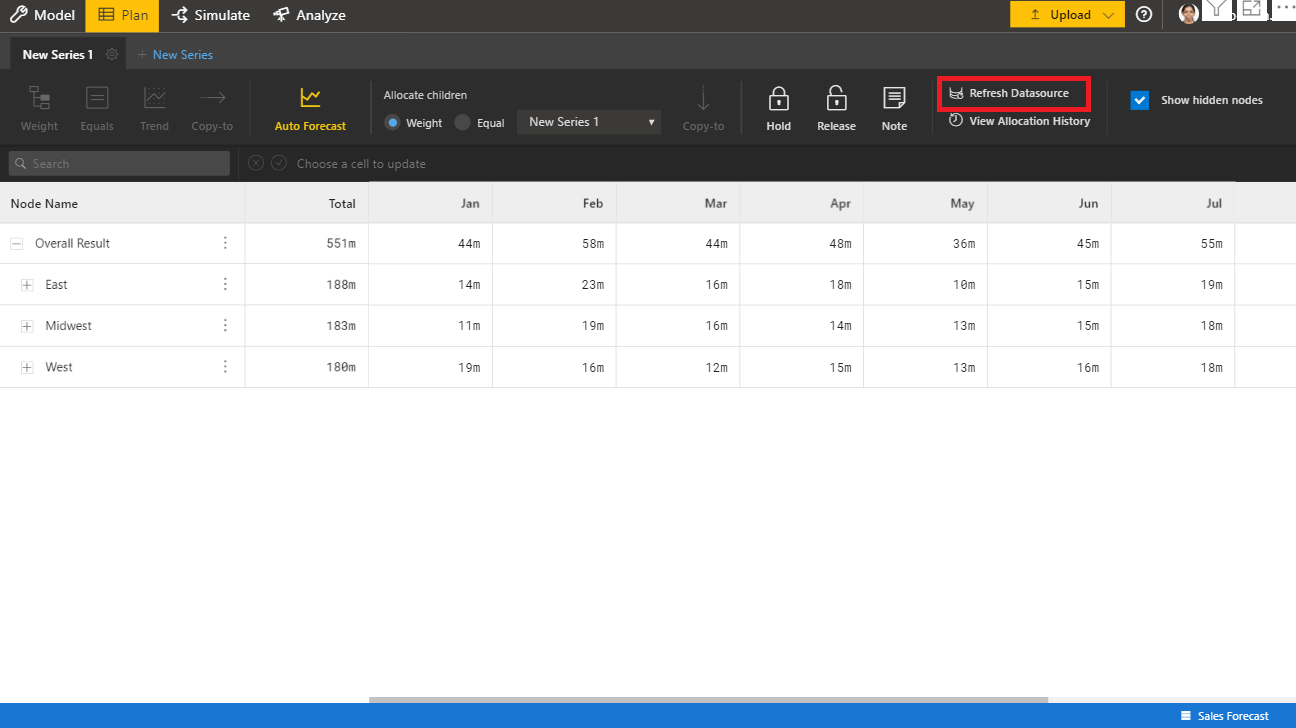 Model Plan Simulate Analyze Upload
New Series 1 + New Series
Allocate children
Weight Equals Trend Copy-to Auto Forecast Weight Equal New Series 1 Copy-to Hold Release Note
Refresh Datasource
View Allocation History
Show hidden nodes
Search Choose a cell to update
Node Name Total Jan Feb Mar Apr May Jun Jul
Overall Result 551m 44m 58m 44m 48m 36m 45m 55m
East 188m 14m 23m 16m 18m 10m 15m 19m
Midwest 183m 11m 19m 16m 14m 13m 15m 18m
West 180m 19m 16m 12m 15m 13m 16m 18m
Sales Forecast